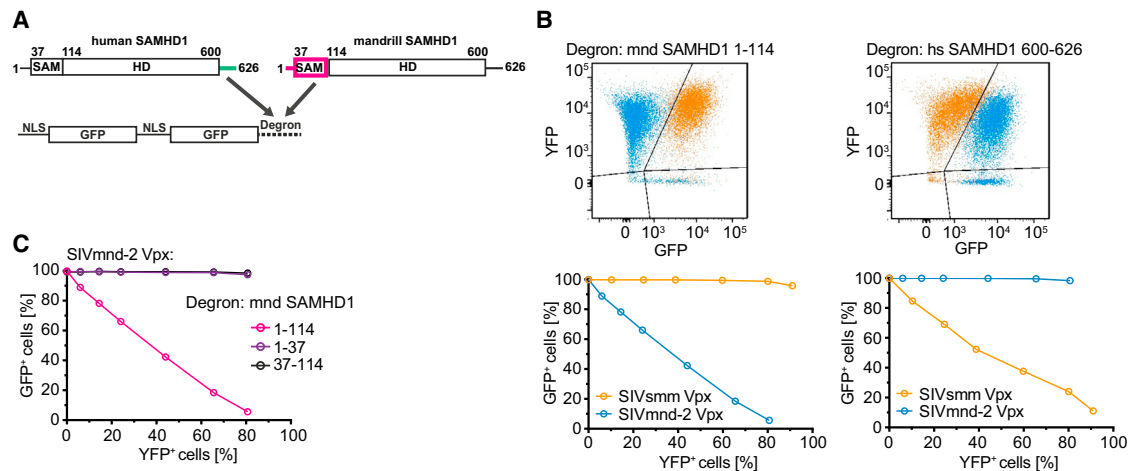 A
human SAMHD1
mandrill SAMHD1
37 114 600
37 114 600
1 SAM HD 626
1 SAM HD 626
NLS GFP NLS GFP Degron
B
Degron: mnd SAMHD1 1-114
Degron: hs SAMHD1 600-626
10⁵
10⁴
10³
0
YFP
0 10³ 10⁴ 10⁵
GFP
10⁵
10⁴
10³
0
YFP
0 10³ 10⁴ 10⁵
GFP
100
80
60
40
20
0
GFP⁺ cells [%]
SIVsmm Vpx
SIVmnd-2 Vpx
0 20 40 60 80 100
YFP⁺ cells [%]
100
80
60
40
20
0
GFP⁺ cells [%]
SIVsmm Vpx
SIVmnd-2 Vpx
0 20 40 60 80 100
YFP⁺ cells [%]
C
SIVmnd-2 Vpx:
100
80
60
40
20
0
GFP⁺ cells [%]
Degron: mnd SAMHD1
1-114
1-37
37-114
0 20 40 60 80 100
YFP⁺ cells [%]